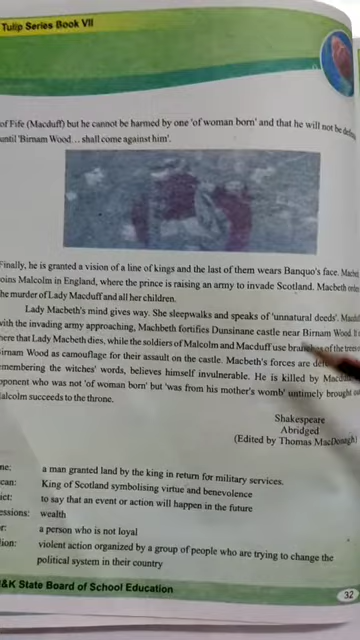 Tulip Series Book VII
of Fife (Macduff) but he cannot be harmed by one 'of woman born' and that he will not be
until 'Birnam Wood... shall come against him'.
Finally, he is granted a vision of a line of kings and the last of them wears Banquo's face.
oins Malcolm in England, where the prince is raising an army to invade Scotland. Macbeth
he murder of Lady Macduff and all her children.
Lady Macbeth's mind gives way. She sleepwalks and speaks of 'unnatural deeds'.
with the invading army approaching, Machbeth fortifies Dunsinane castle near Birnam Wood.
here that Lady Macbeth dies, while the soldiers of Malcolm and Macduff use branches of the trees
irnam Wood as camouflage for their assault on the castle. Macbeth's forces are
emembering the witches' words, believes himself invulnerable. He is killed by
pponent who was not 'of woman born' but 'was from his mother's womb' untimely brought
alcolm succeeds to the throne.
Shakespeare
Abridged
(Edited by Thomas MacDonagh)
ne: a man granted land by the king in return for military services.
can: King of Scotland symbolising virtue and benevolence
ict: to say that an event or action will happen in the future
essions: wealth
r: a person who is not loyal
lion: violent action organized by a group of people who are trying to change the
political system in their country
&K State Board of School Education
32